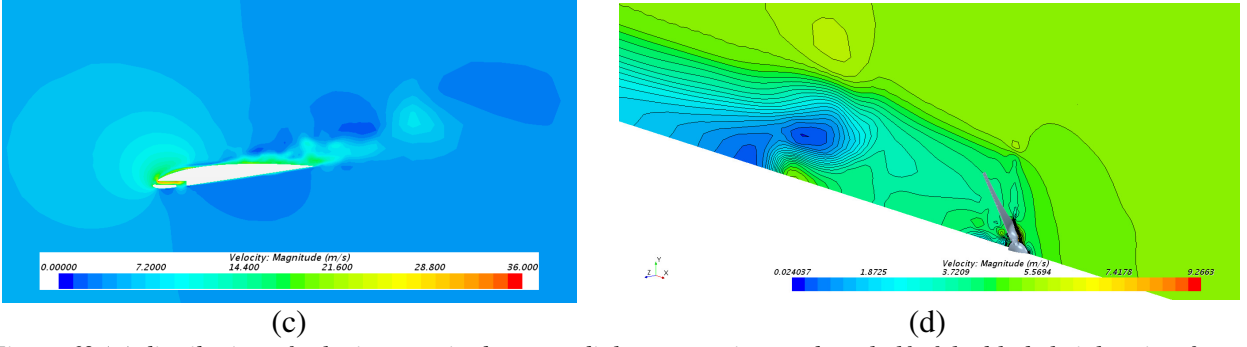 Velocity: Magnitude (m/s)
0.00000 7.2000 14.400 21.600 28.800 36.000
Y
Z X
Velocity: Magnitude (m/s)
0.024037 1.8725 3.7209 5.5694 7.4178 9.2663
(c) (d)